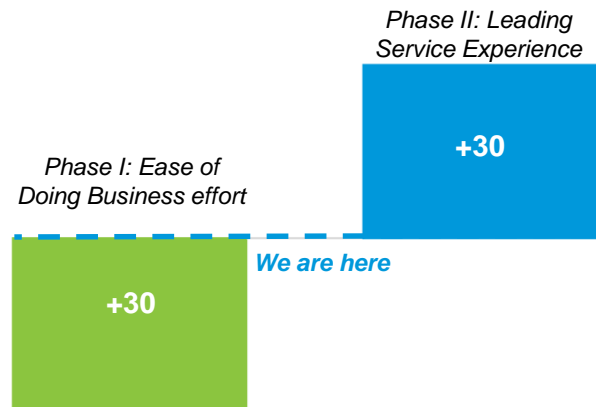 Phase II: Leading
Service Experience
+30
Phase I: Ease of
Doing Business effort
We are here
+30